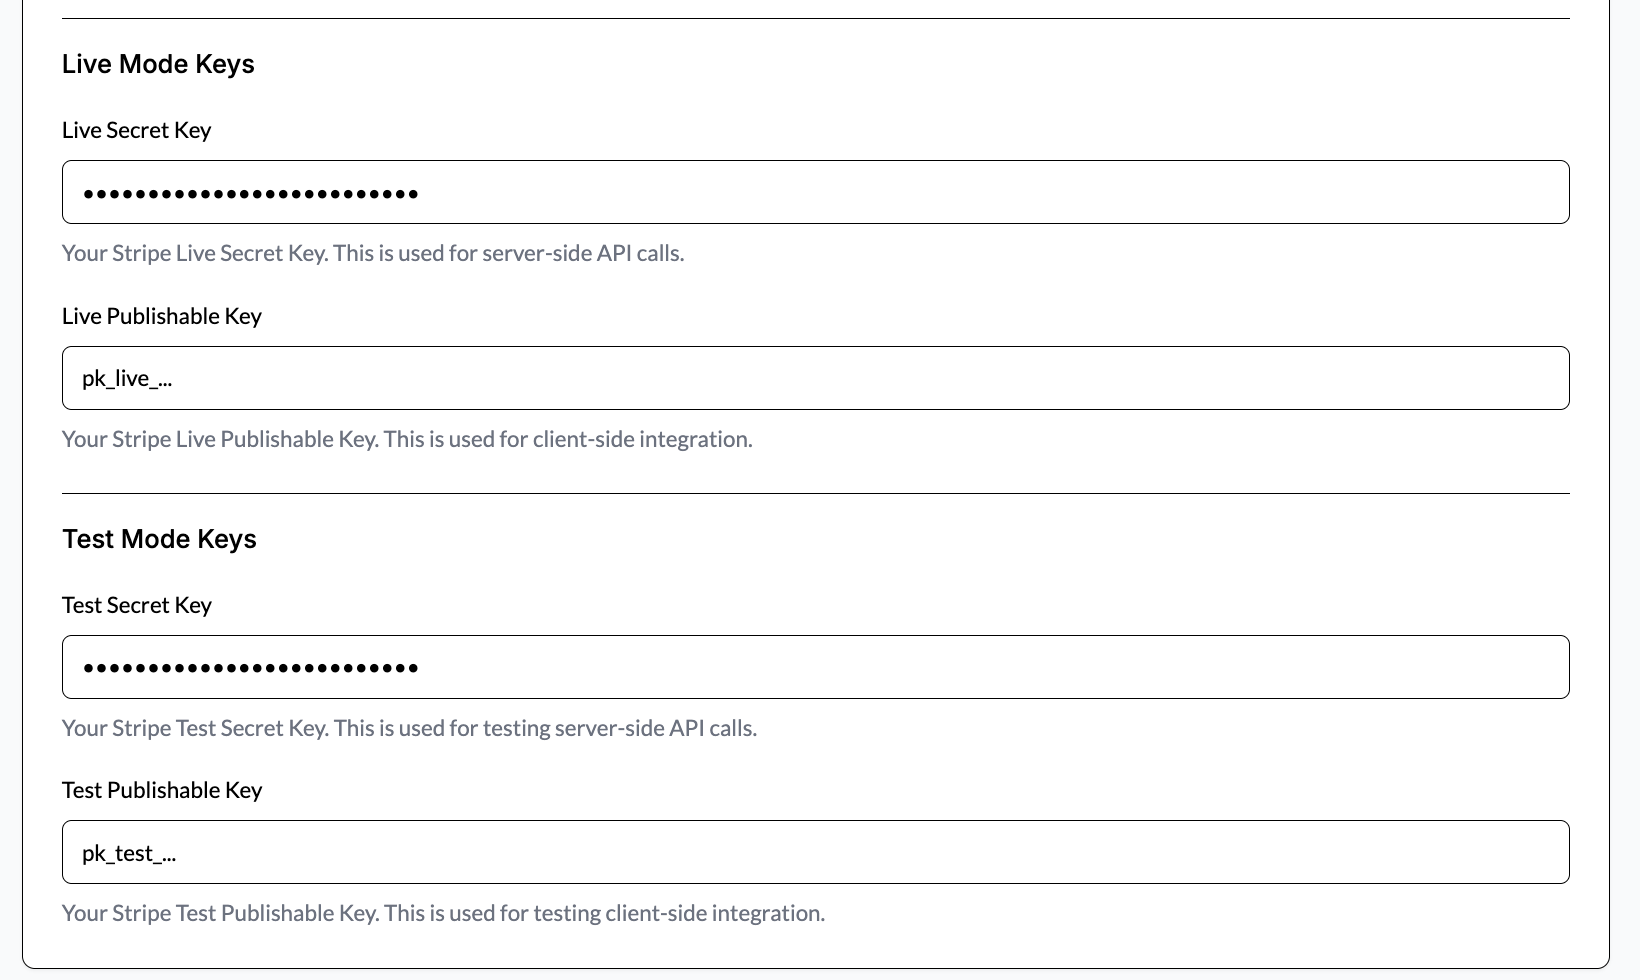 Live Mode Keys
Live Secret Key
••••••••••••••••••••••••••
Your Stripe Live Secret Key. This is used for server-side API calls.
Live Publishable Key
pk_live_...
Your Stripe Live Publishable Key. This is used for client-side integration.
Test Mode Keys
Test Secret Key
••••••••••••••••••••••••••
Your Stripe Test Secret Key. This is used for testing server-side API calls.
Test Publishable Key
pk_test_...
Your Stripe Test Publishable Key. This is used for testing client-side integration.